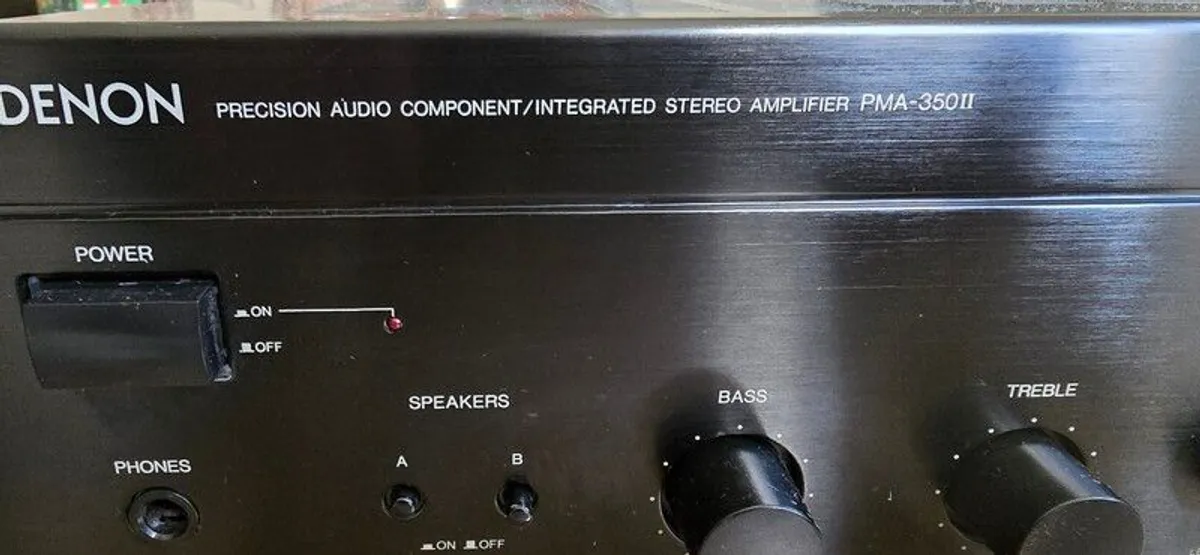 DENON PRECISION AUDIO COMPONENT/INTEGRATED STEREO AMPLIFIER PMA-350II
POWER
ON
OFF
BASS
TREBLE
SPEAKERS
PHONES
A
B
ON OFF